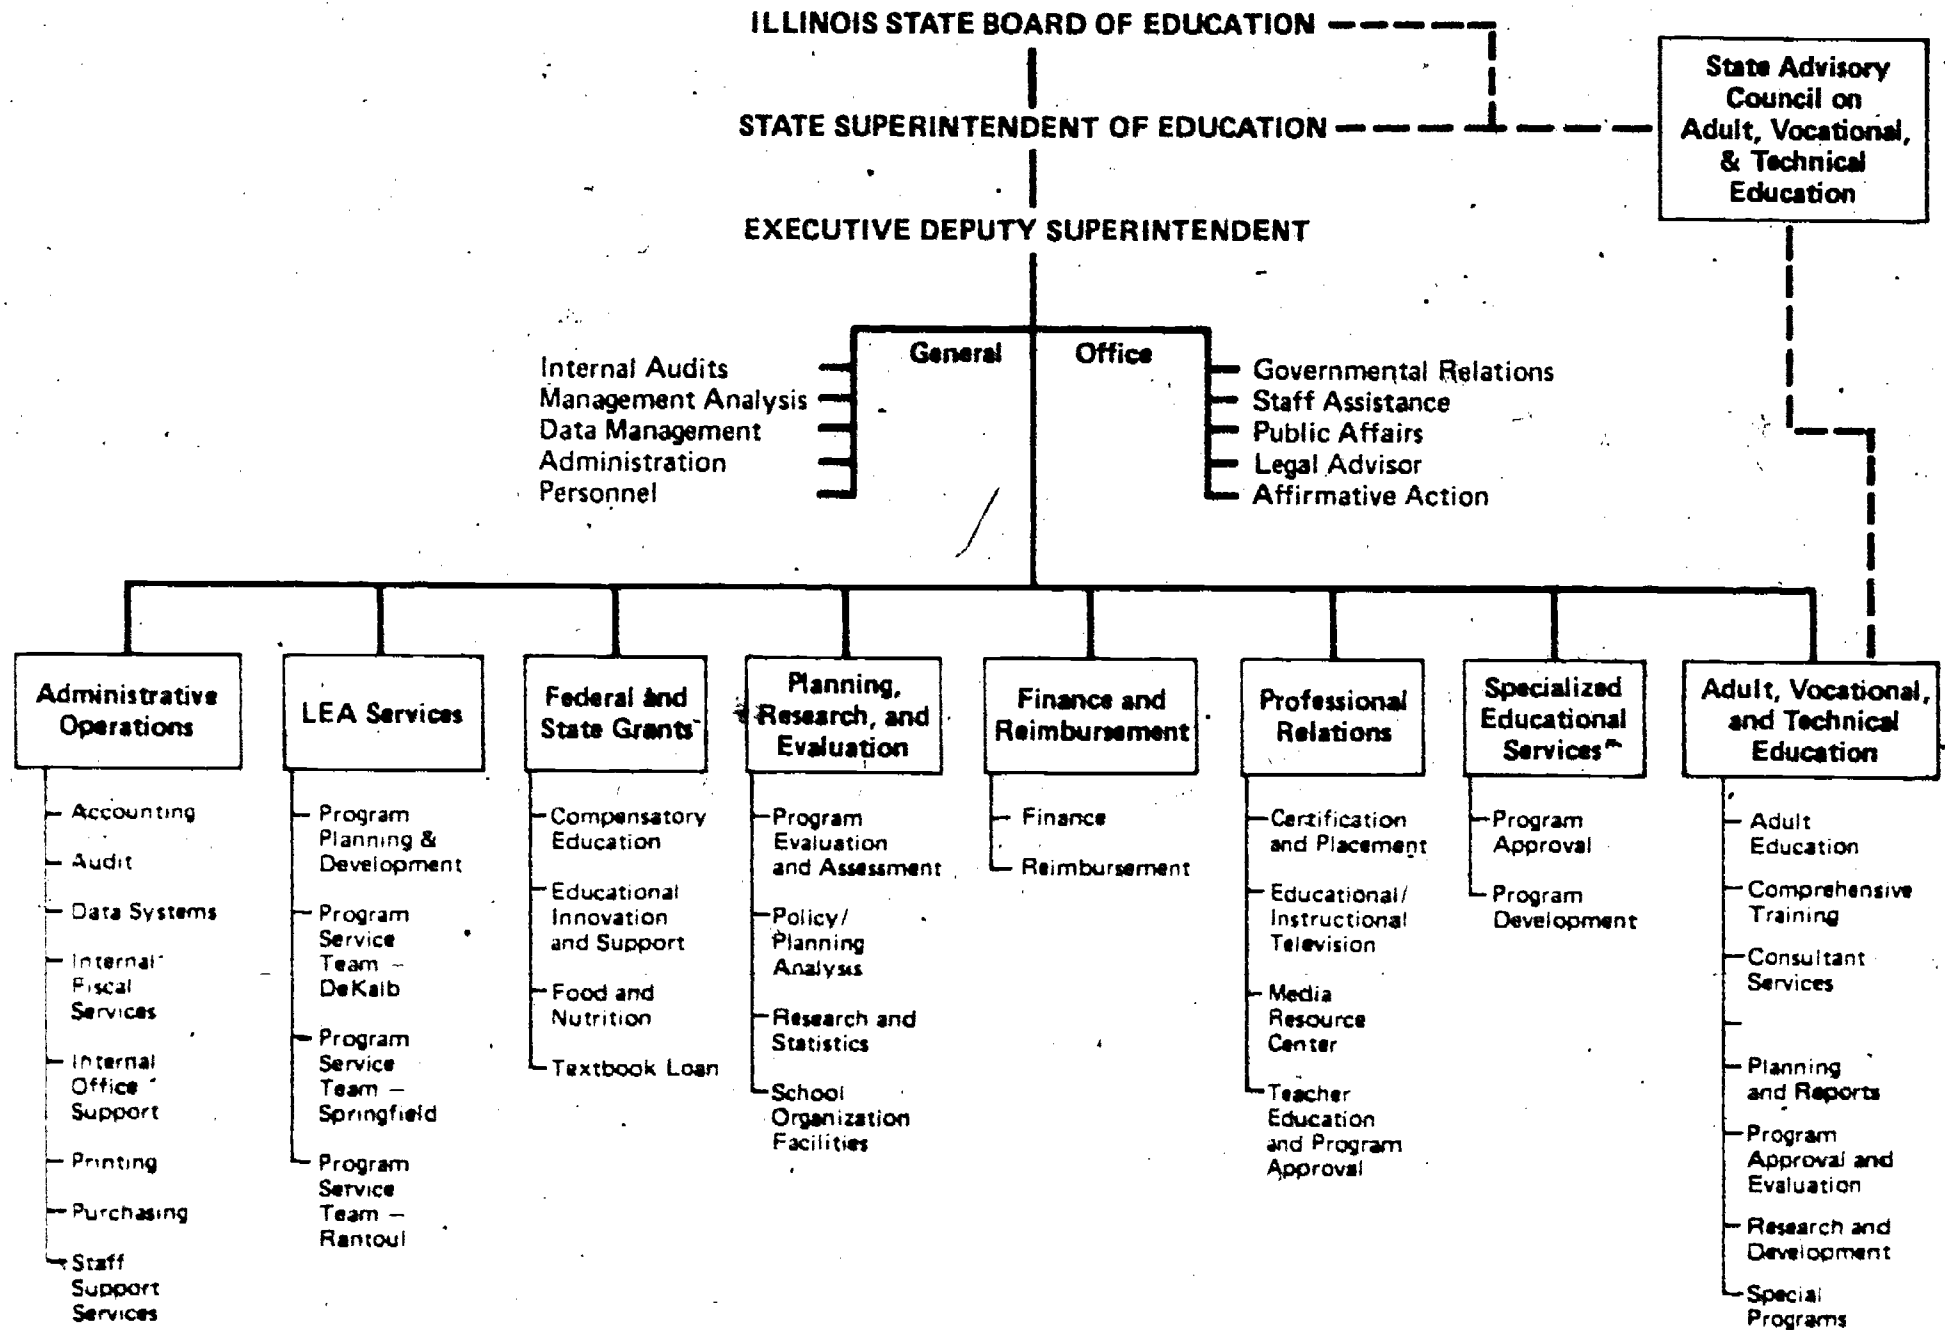 ILLINOIS STATE BOARD OF EDUCATION
STATE SUPERINTENDENT OF EDUCATION
EXECUTIVE DEPUTY SUPERINTENDENT
State Advisory
Council on
Adult, Vocational,
& Technical
Education
General
Office
Internal Audits
Management Analysis
Data Management
Administration
Personnel
Governmental Relations
Staff Assistance
Public Affairs
Legal Advisor
Affirmative Action
Administrative
Operations
Accounting
Audit
Data Systems
Internal
Fiscal
Services
Internal
Office
Support
Printing
Purchasing
Staff
Support
Services
LEA Services
Program
Planning &
Development
Program
Service
Team –
DeKalb
Program
Service
Team –
Springfield
Program
Service
Team –
Rantoul
Federal and
State Grants
Compensatory
Education
Educational
Innovation
and Support
Food and
Nutrition
Textbook Loan
Planning,
Research, and
Evaluation
Program
Evaluation
and Assessment
Policy/
Planning
Analysis
Research and
Statistics
School
Organization
Facilities
Finance and
Reimbursement
Finance
Reimbursement
Professional
Relations
Certification
and Placement
Educational/
Instructional
Television
Media
Resource
Center
Teacher
Education
and Program
Approval
Specialized
Educational
Services
Program
Approval
Program
Development
Adult, Vocational,
and Technical
Education
Adult
Education
Comprehensive
Training
Consultant
Services
Planning
and Reports
Program
Approval and
Evaluation
Research and
Development
Special
Programs